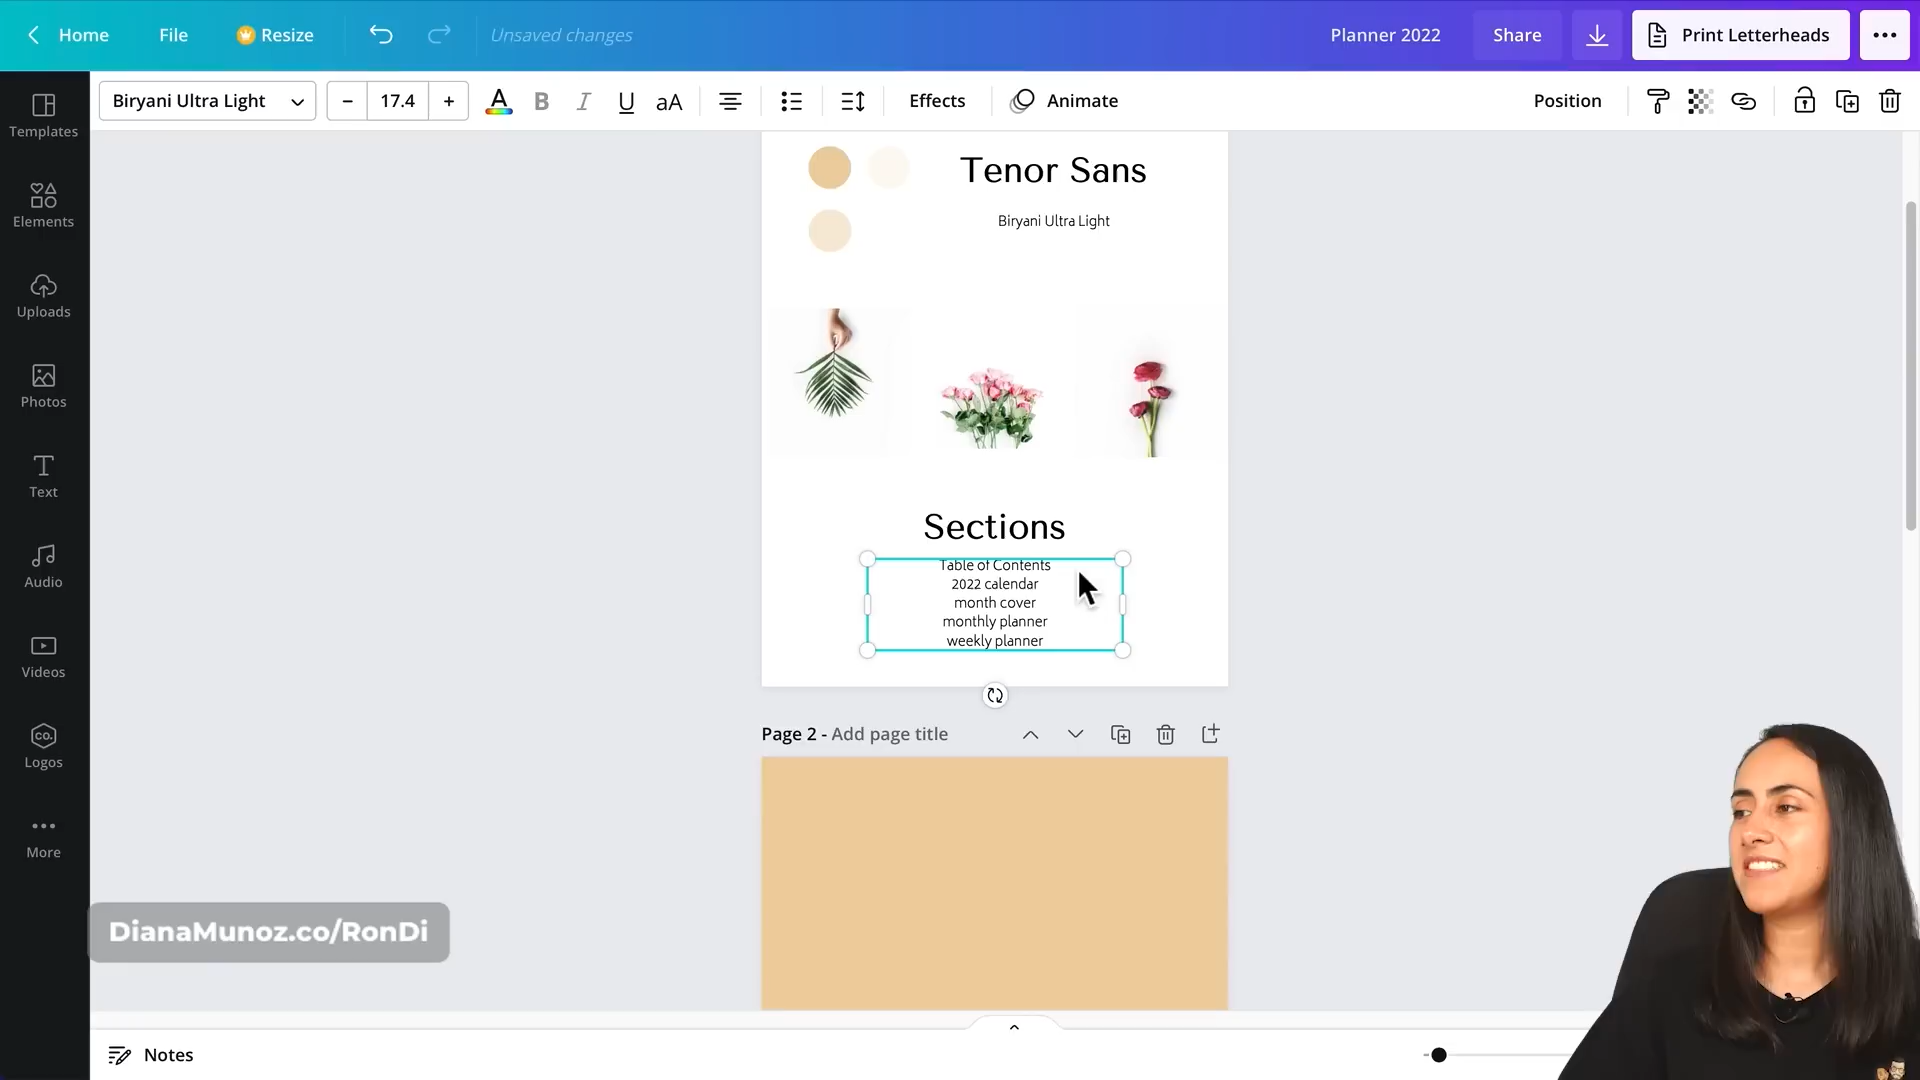 Home File Resize Unsaved changes Planner 2022 Share Print Letterheads
Biryani Ultra Light 17.4 A B I U aA Effects Animate Position
Templates
Elements
Uploads
Photos
Text
Audio
Videos
CO.
Logos
More
Tenor Sans
Biryani Ultra Light
Sections
Table of Contents
2022 calendar
month cover
monthly planner
weekly planner
Page 2 - Add page title
DianaMunoz.co/RonDi
Notes